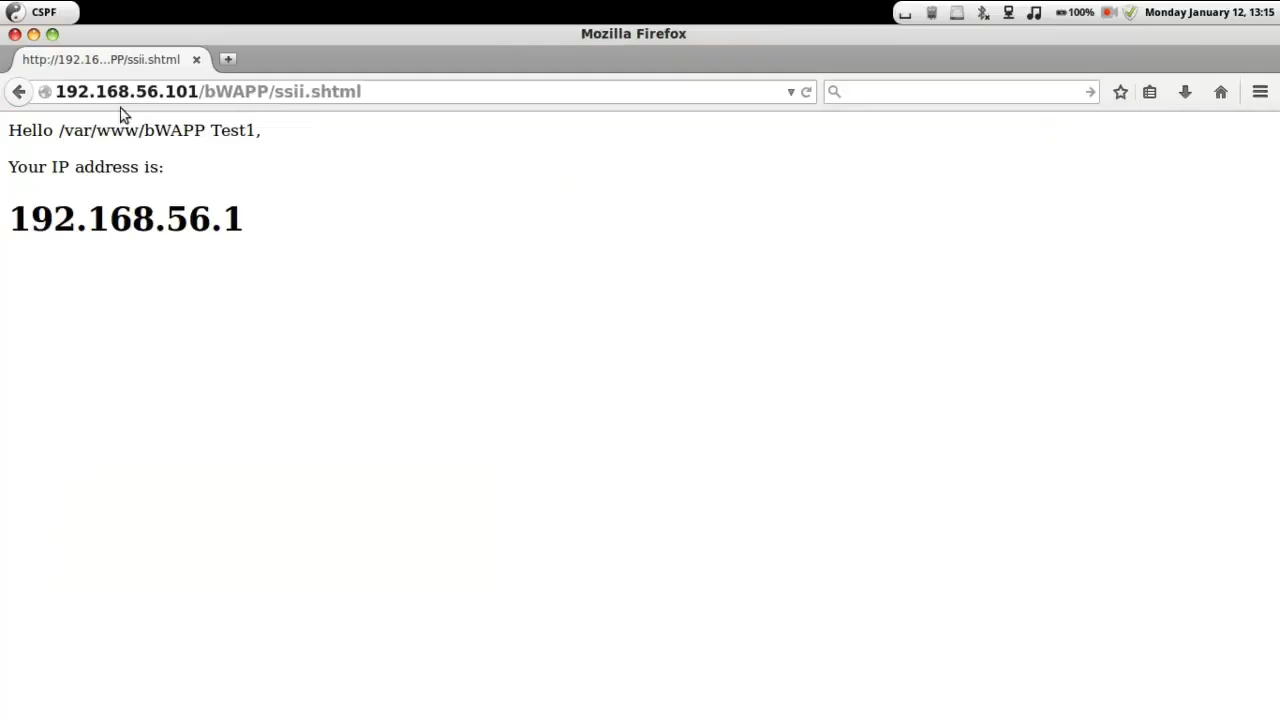 CSPF
100%
Monday January 12, 13:15
Mozilla Firefox
http://192.16...PP/ssii.shtml
192.168.56.101/bWAPP/ssii.shtml
Hello /var/www/bWAPP Test1,
Your IP address is:
192.168.56.1